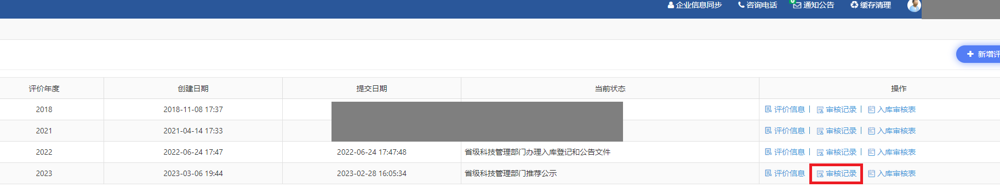 企业信息同步 咨询电话 0 通知公告 缓存清理
新增评
评价年度 创建日期 提交日期 当前状态 操作
2018 2018-11-08 17:37 评价信息 | 审核记录 | 入库审核表
2021 2021-04-14 17:33 评价信息 | 审核记录 | 入库审核表
2022 2022-06-24 17:47 2022-06-24 17:47:48 省级科技管理部门办理入库登记和公告文件 评价信息 | 审核记录 | 入库审核表
2023 2023-03-06 19:44 2023-02-28 16:05:34 省级科技管理部门推荐公示 评价信息 审核记录 入库审核表